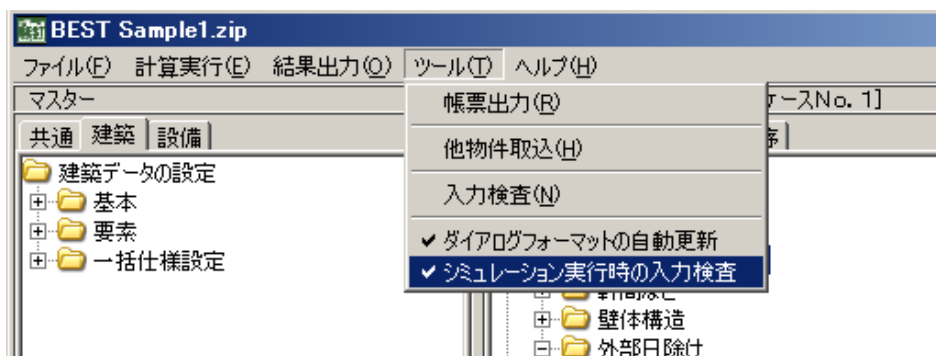 BEST Sample1.zip
ファイル(F) 計算実行(E) 結果出力(O) ツール(T) ヘルプ(H)
マスター
ースNo. 1]
共通 建築 設備
建築データの設定
基本
要素
一括仕様設定
帳票出力(R)
他物件取込(H)
入力検査(N)
✔ ダイアログフォーマットの自動更新
✔ シミュレーション実行時の入力検査
壁体構造
外部日除け